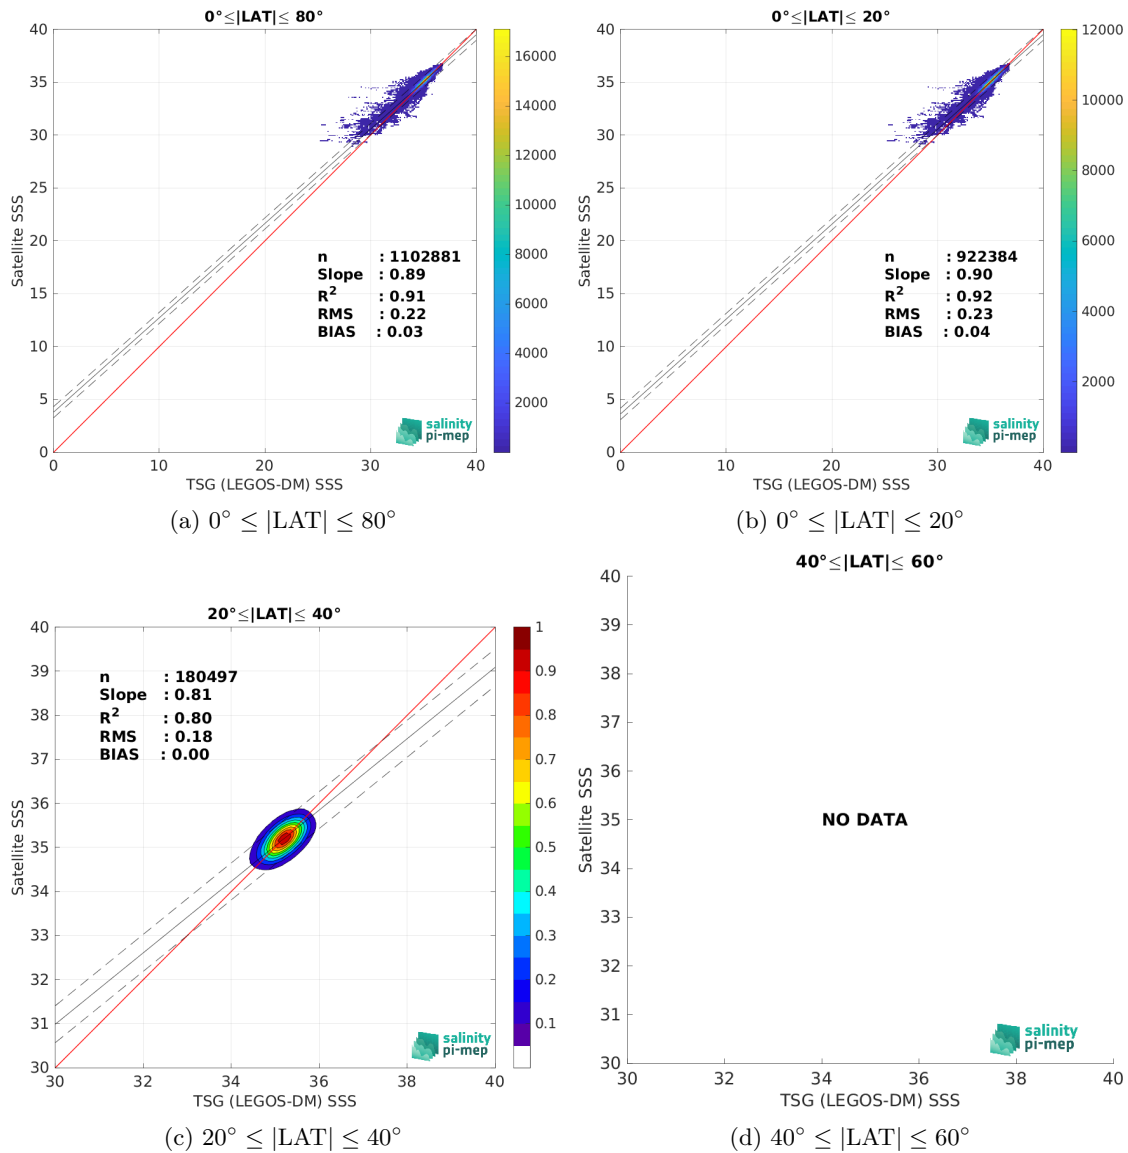 0°≤|LAT|≤ 80°
40
35
30
25
20
15
10
5
0
Satellite SSS
0
10
20
30
40
TSG (LEGOS-DM) SSS
n : 1102881
Slope : 0.89
R2 : 0.91
RMS : 0.22
BIAS : 0.03
salinity
pi-mep
16000
14000
12000
10000
8000
6000
4000
2000
(a) 0° ≤ |LAT| ≤ 80°
0°≤|LAT|≤ 20°
40
35
30
25
20
15
10
5
0
Satellite SSS
0
10
20
30
40
TSG (LEGOS-DM) SSS
n : 922384
Slope : 0.90
R2 : 0.92
RMS : 0.23
BIAS : 0.04
salinity
pi-mep
12000
10000
8000
6000
4000
2000
(b) 0° ≤ |LAT| ≤ 20°
20°≤|LAT|≤ 40°
40
39
38
37
36
35
34
33
32
31
30
Satellite SSS
30
32
34
36
38
40
TSG (LEGOS-DM) SSS
n : 180497
Slope : 0.81
R2 : 0.80
RMS : 0.18
BIAS : 0.00
salinity
pi-mep
1
0.9
0.8
0.7
0.6
0.5
0.4
0.3
0.2
0.1
(c) 20° ≤ |LAT| ≤ 40°
40°≤|LAT|≤ 60°
40
39
38
37
36
35
34
33
32
31
30
Satellite SSS
NO DATA
30
32
34
36
38
40
TSG (LEGOS-DM) SSS
salinity
pi-mep
(d) 40° ≤ |LAT| ≤ 60°